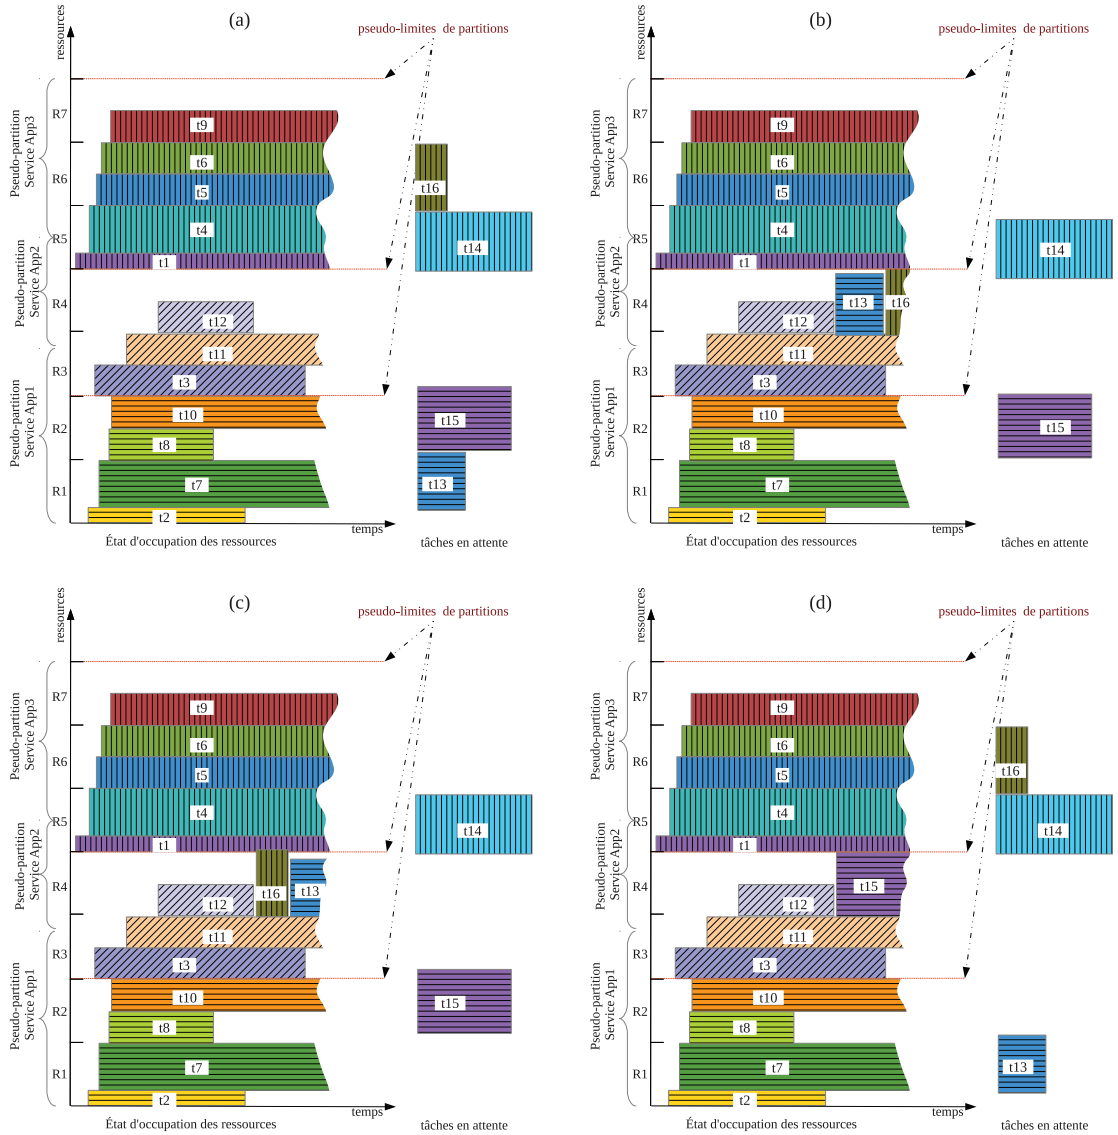 (a)
ressources
pseudo-limites de partitions
Pseudo-partition
Service App3
Pseudo-partition
Service App2
Pseudo-partition
Service App1
R7
R6
R5
R4
R3
R2
R1
t9
t6
t5
t4
t1
t12
t11
t3
t10
t8
t7
t2
t16
t14
t15
t13
temps
État d'occupation des ressources
tâches en attente
(b)
ressources
pseudo-limites de partitions
Pseudo-partition
Service App3
Pseudo-partition
Service App2
Pseudo-partition
Service App1
R7
R6
R5
R4
R3
R2
R1
t9
t6
t5
t4
t1
t13
t16
t12
t11
t3
t10
t8
t7
t2
t14
t15
temps
État d'occupation des ressources
tâches en attente
(c)
ressources
pseudo-limites de partitions
Pseudo-partition
Service App3
Pseudo-partition
Service App2
Pseudo-partition
Service App1
R7
R6
R5
R4
R3
R2
R1
t9
t6
t5
t4
t1
t16
t13
t12
t11
t3
t10
t8
t7
t2
t14
t15
temps
État d'occupation des ressources
tâches en attente
(d)
ressources
pseudo-limites de partitions
Pseudo-partition
Service App3
Pseudo-partition
Service App2
Pseudo-partition
Service App1
R7
R6
R5
R4
R3
R2
R1
t9
t6
t5
t4
t1
t15
t12
t11
t3
t10
t8
t7
t2
t16
t14
t13
temps
État d'occupation des ressources
tâches en attente